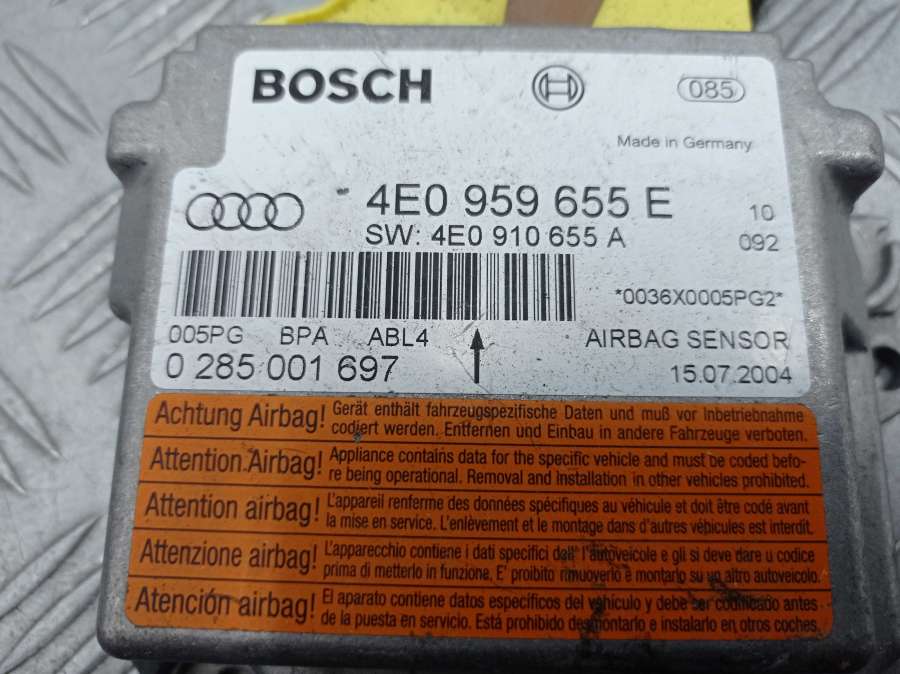 BOSCH
085
Made in Germany
4E0 959 655 E
10
SW: 4E0 910 655 A
092
*0036X0005PG2*
005PG BPA ABL4
AIRBAG SENSOR
0 285 001 697
15.07.2004
Achtung Airbag! Gerät enthält fahrzeugspezifische Daten und muß vor Inbetriebnahme
codiert werden. Entfernen und Einbau in andere Fahrzeuge verboten.
Attention Airbag! Appliance contains data for the specific vehicle and must be coded befo-
re being operational. Removal and Installation in other vehicles prohibited.
Attention airbag! L'appareil renferme des données spécifiques au véhicule et doit être codé avant
la mise en service. L'enlèvement et le montage dans d'autres véhicules est interdit.
Attenzione airbag! L'apparecchio contiene i dati specifici dell' l'autoveicolo e gli si deve dare u codice
prima di metterlo in funzione. E' proibito rimuoverlo e montarlo su un altro autoveicolo.
Atención airbag! El aparato contiene datos específicos del vehículo y debe ser codificado antes
de la puesta en servicio. Está prohibido desmontarlo e instalarlo en otros coches.